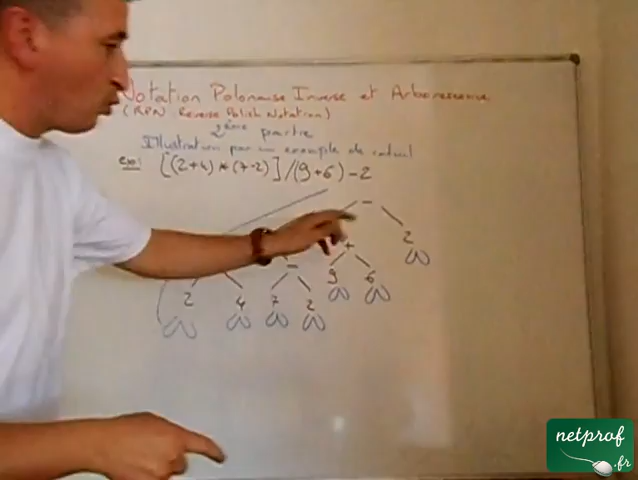 Notation Polonaise Inverse et Arborescence
(RPN Reverse Polish Notation)
2ème partie
Illustration par un exemple de calcul
exo: [(2+4)*(7-2)]/(9+6)-2
-
+ 2
- 9 6
2 4 7 2
netprof
.fr